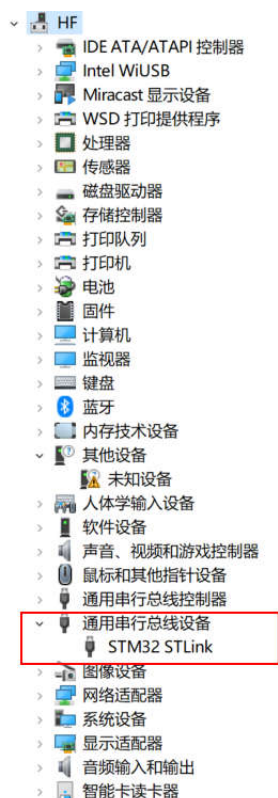 HF
IDE ATA/ATAPI 控制器
Intel WiUSB
Miracast 显示设备
WSD 打印提供程序
处理器
传感器
磁盘驱动器
存储控制器
打印队列
打印机
电池
固件
计算机
监视器
键盘
蓝牙
内存技术设备
其他设备
未知设备
人体学输入设备
软件设备
声音、视频和游戏控制器
鼠标和其他指针设备
通用串行总线控制器
通用串行总线设备
STM32 STLink
图像设备
网络适配器
系统设备
显示适配器
音频输入和输出
智能卡读卡器